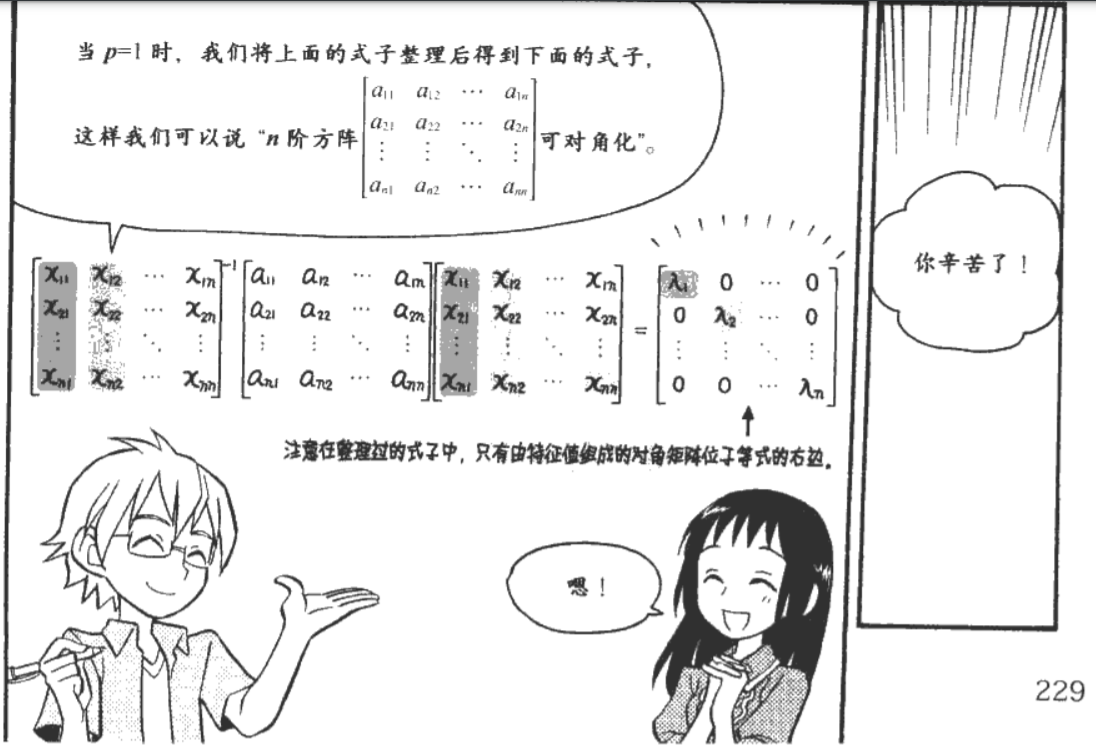 当 p=1 时，我们将上面的式子整理后得到下面的式子，
这样我们可以说“n 阶方阵 [a₁₁ a₁₂ ⋯ a₁ₙ
a₂₁ a₂₂ ⋯ a₂ₙ
⋮ ⋮ ⋱ ⋮
aₙ₁ aₙ₂ ⋯ aₙₙ] 可对角化”。
[x₁₁ x₁₂ ⋯ x₁ₙ]⁻¹ [a₁₁ a₁₂ ⋯ a₁ₙ] [x₁₁ x₁₂ ⋯ x₁ₙ] = [λ₁ 0 ⋯ 0]
[x₂₁ x₂₂ ⋯ x₂ₙ] [a₂₁ a₂₂ ⋯ a₂ₙ] [x₂₁ x₂₂ ⋯ x₂ₙ] [0 λ₂ ⋯ 0]
[⋮ ⋮ ⋱ ⋮] [⋮ ⋮ ⋱ ⋮] [⋮ ⋮ ⋱ ⋮] [⋮ ⋮ ⋱ ⋮]
[xₙ₁ xₙ₂ ⋯ xₙₙ] [aₙ₁ aₙ₂ ⋯ aₙₙ] [xₙ₁ xₙ₂ ⋯ xₙₙ] [0 0 ⋯ λₙ]
注意在整理过的式子中，只有由特征值组成的对角矩阵位于等式的右边。
嗯！
你辛苦了！
229